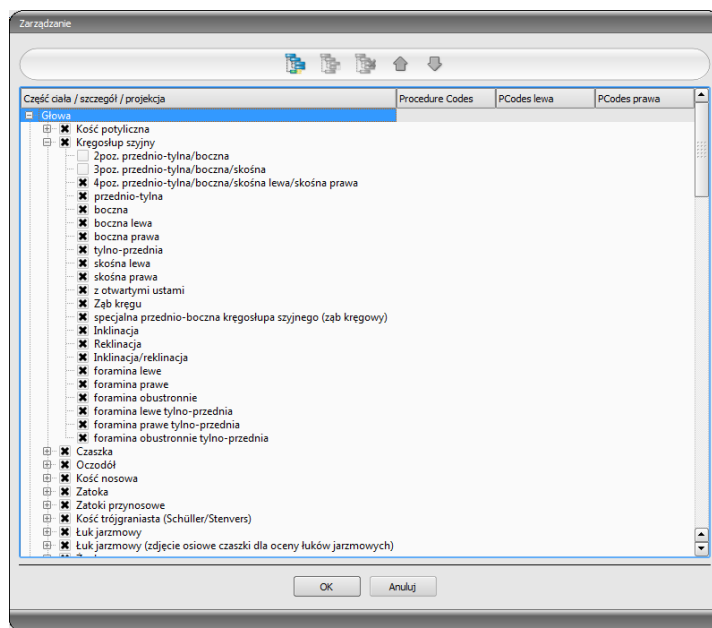 Zarządzanie
Część ciała / szczegół / projekcja Procedure Codes PCodes lewa PCodes prawa
Głowa
Kość potyliczna
Kręgosłup szyjny
2poz. przednio-tylna/boczna
3poz. przednio-tylna/boczna/skośna
4poz. przednio-tylna/boczna/skośna lewa/skośna prawa
przednio-tylna
boczna
boczna lewa
boczna prawa
tylno-przednia
skośna lewa
skośna prawa
z otwartymi ustami
Ząb kręgu
specjalna przednio-boczna kręgosłupa szyjnego (ząb kręgowy)
Inklinacja
Reklinacja
Inklinacja/reklinacja
foramina lewe
foramina prawe
foramina obustronnie
foramina lewe tylno-przednia
foramina prawe tylno-przednia
foramina obustronnie tylno-przednia
Czaszka
Oczodół
Kość nosowa
Zatoka
Zatoki przynosowe
Kość trójgraniasta (Schüller/Stenvers)
Łuk jarzmowy
Łuk jarzmowy (zdjęcie osiowe czaszki dla oceny łuków jarzmowych)
OK Anuluj